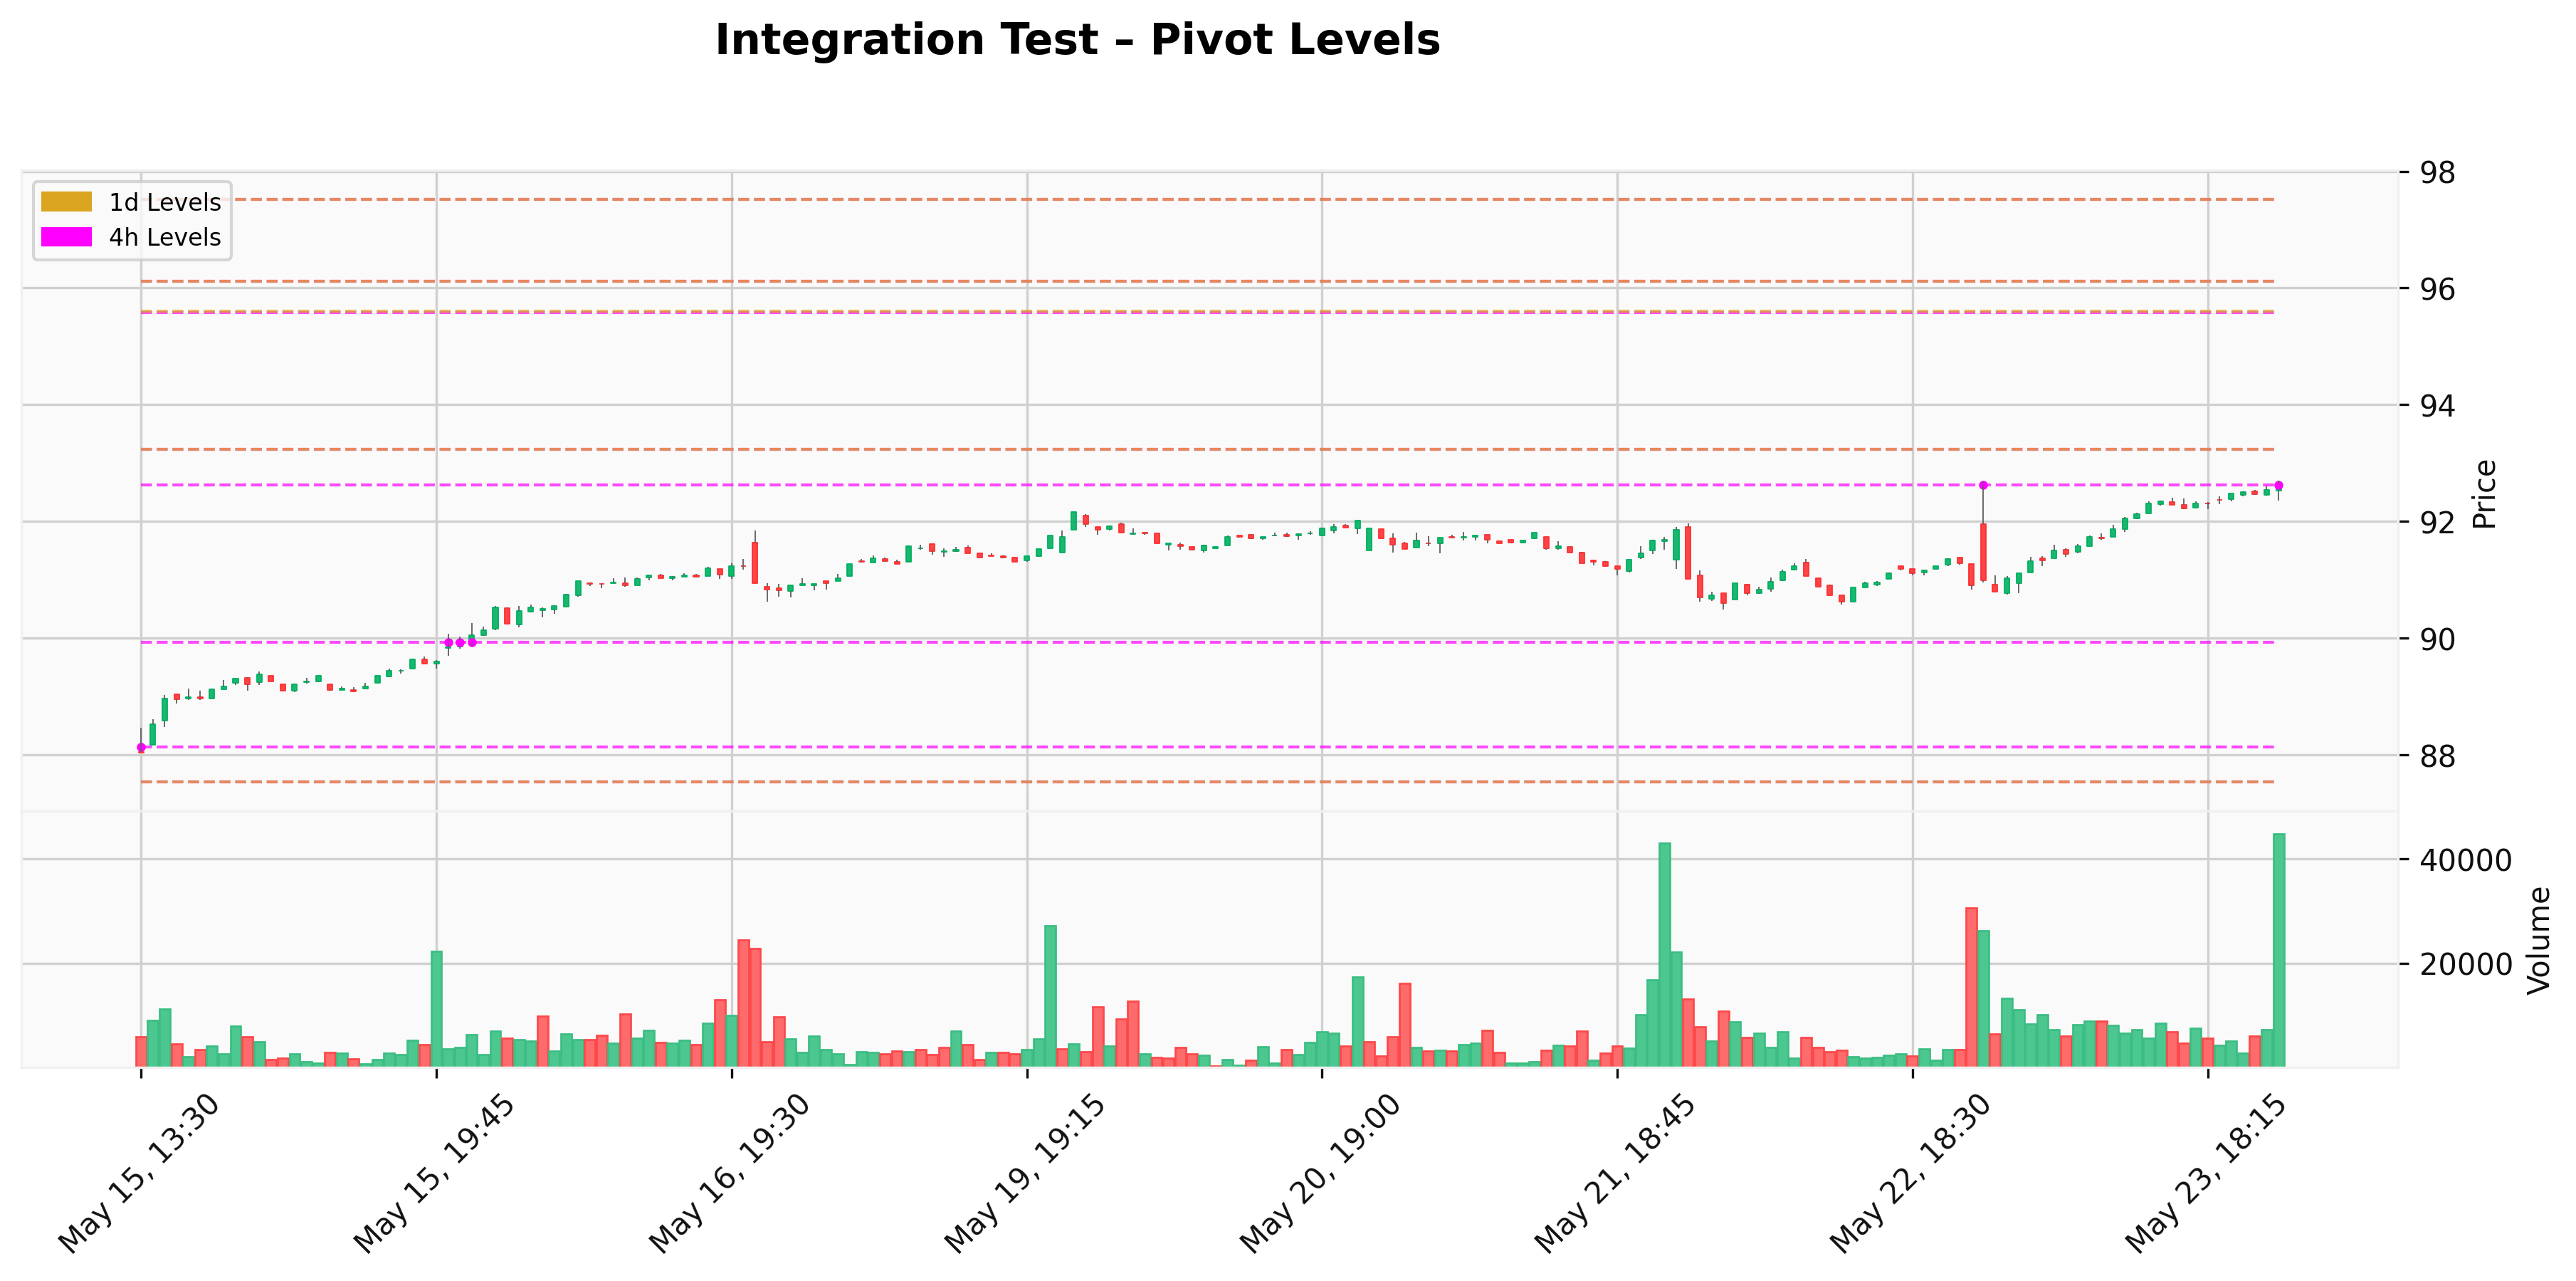 Integration Test – Pivot Levels
1d Levels
4h Levels
98
96
94
92
90
88
Price
40000
20000
Volume
May 15, 13:30
May 15, 19:45
May 16, 19:30
May 19, 19:15
May 20, 19:00
May 21, 18:45
May 22, 18:30
May 23, 18:15